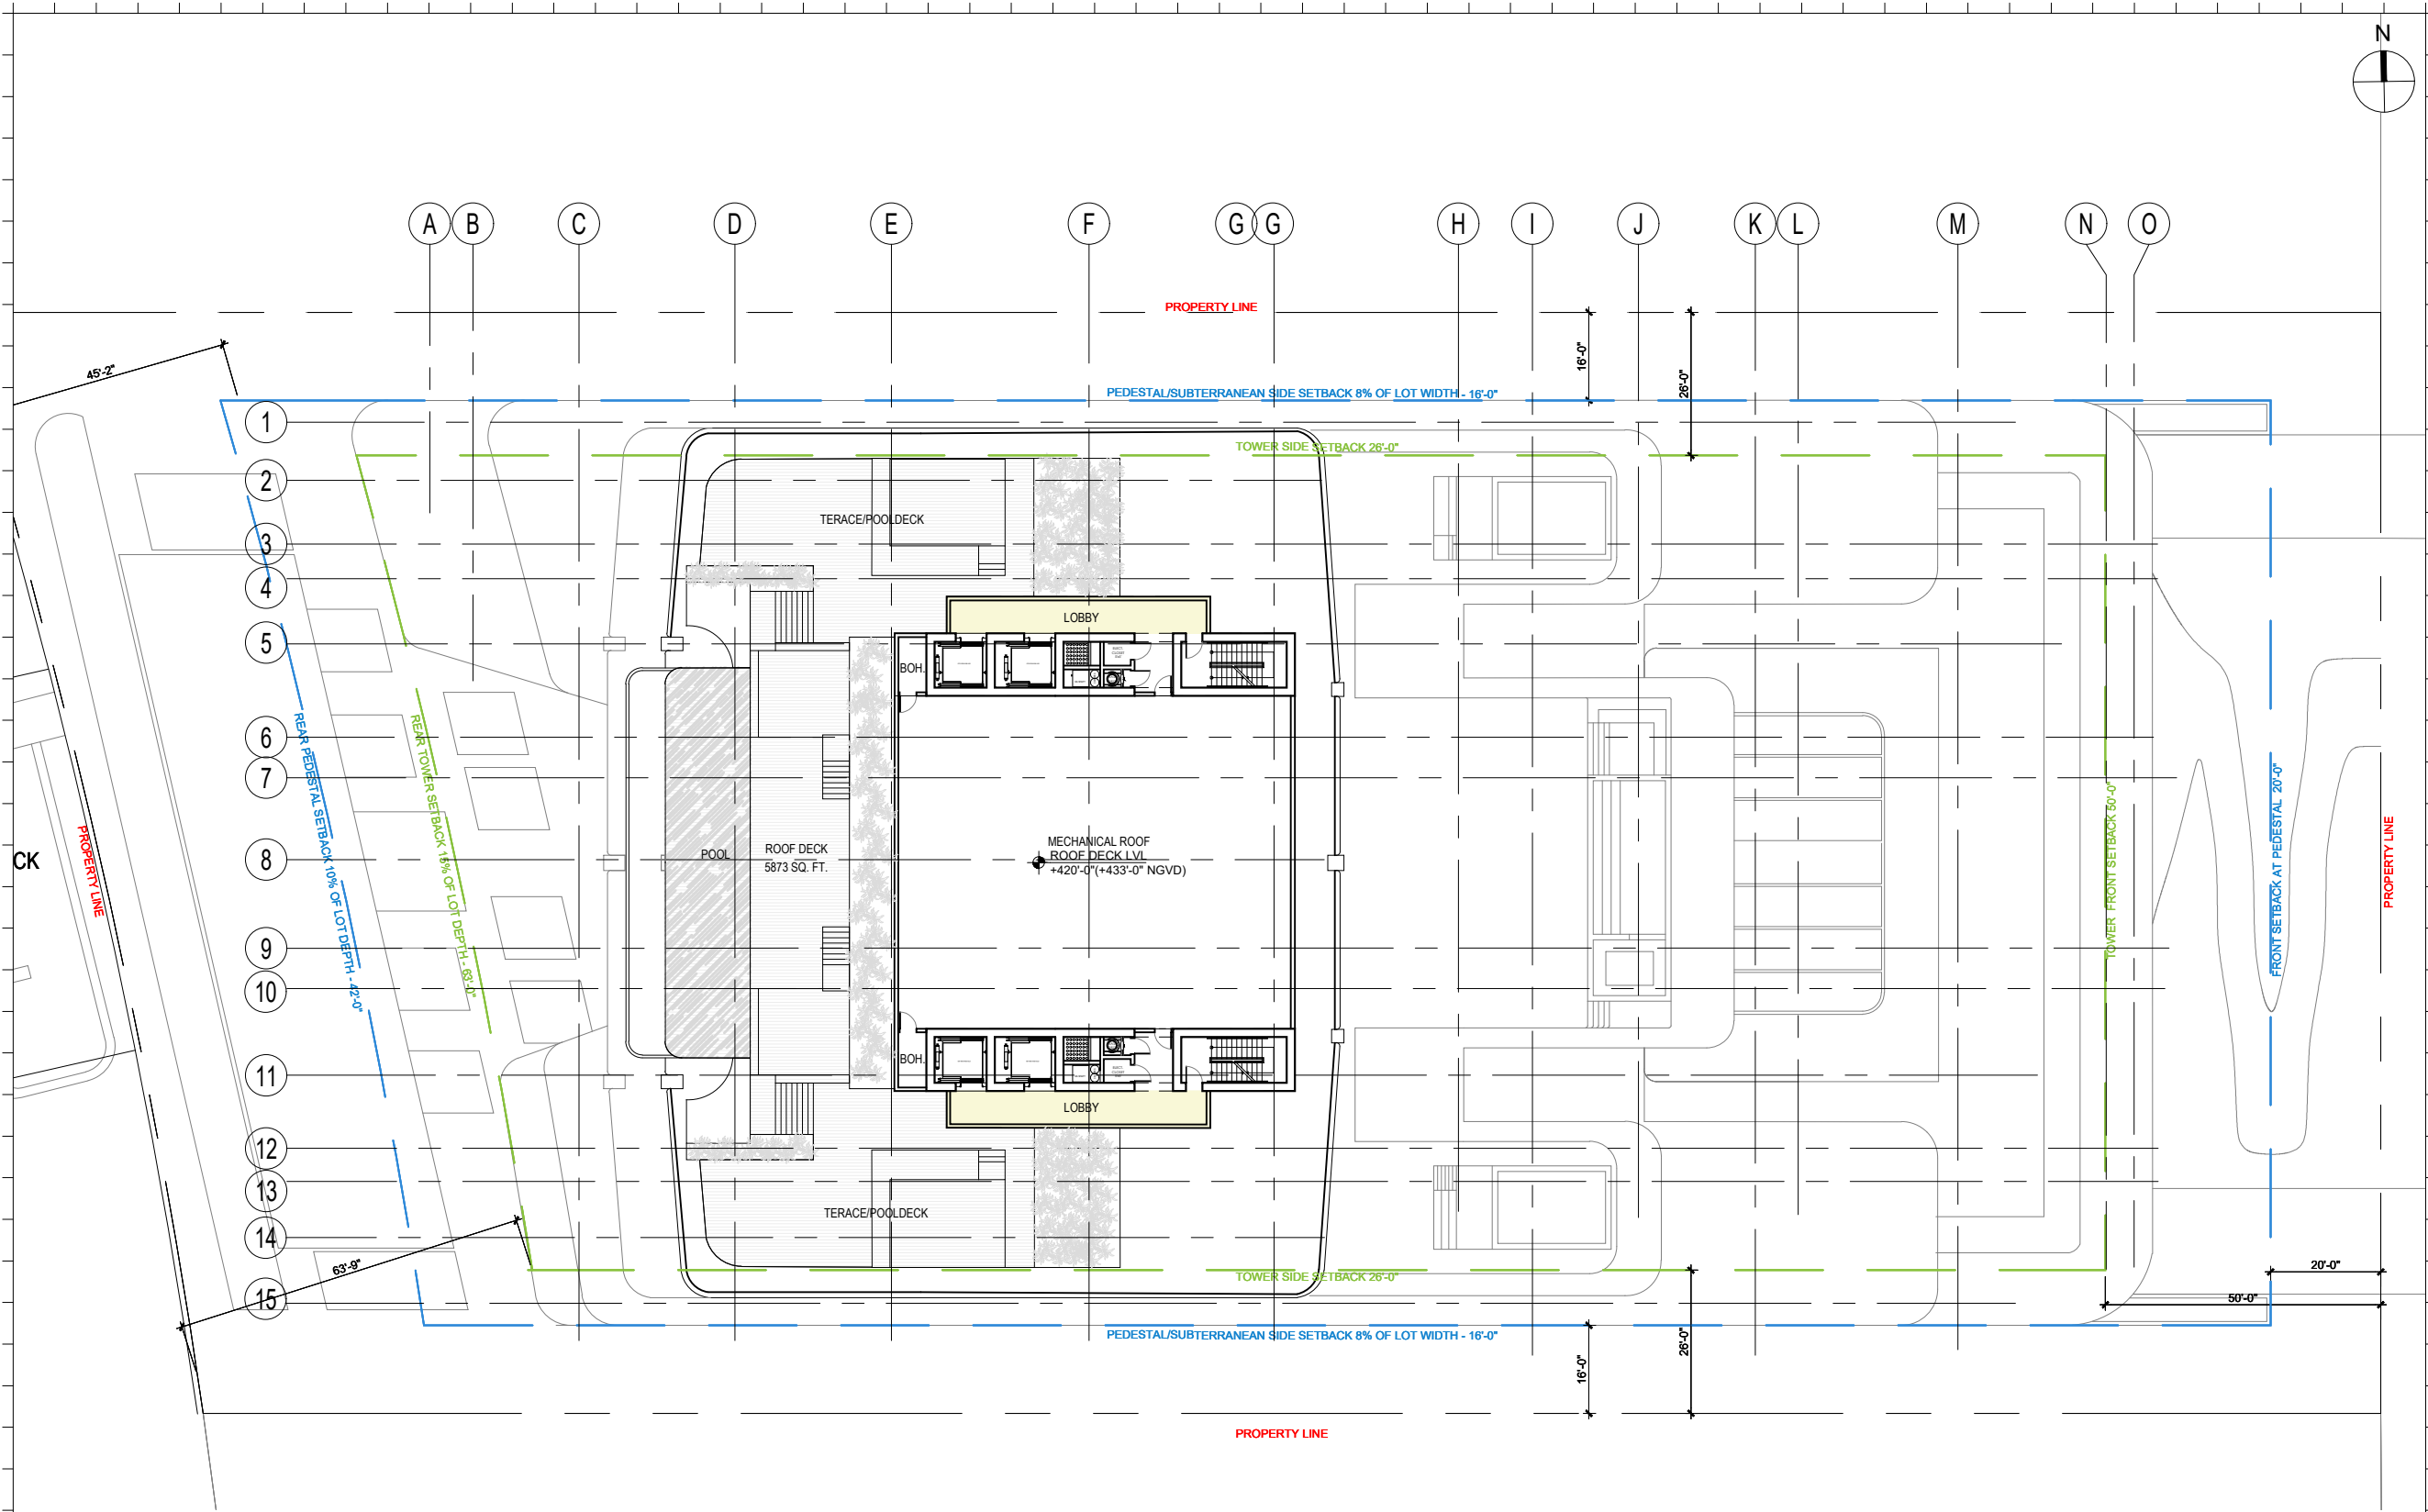 N
A
B
C
D
E
F
G
G
H
I
J
K
L
M
N
O
PROPERTY LINE
45'-2"
16'-0"
26'-0"
PEDESTAL/SUBTERRANEAN SIDE SETBACK 8% OF LOT WIDTH - 16'-0"
TOWER SIDE SETBACK 26'-0"
1
2
3
4
5
6
7
8
9
10
11
12
13
14
15
TERACE/POOLDECK
LOBBY
BOH.
REAR PEDESTAL SETBACK 10% OF LOT DEPTH - 42'-0"
REAR TOWER SETBACK 15% OF LOT DEPTH - 63'-0"
PROPERTY LINE
CK
POOL
ROOF DECK
5873 SQ. FT.
MECHANICAL ROOF
ROOF DECK LVL
+420'-0"(+433'-0" NGVD)
TOWER FRONT SETBACK 50'-0"
FRONT SETBACK AT PEDESTAL 20'-0"
PROPERTY LINE
BOH.
LOBBY
TERACE/POOLDECK
63'-9"
TOWER SIDE SETBACK 26'-0"
20'-0"
50'-0"
PEDESTAL/SUBTERRANEAN SIDE SETBACK 8% OF LOT WIDTH - 16'-0"
16'-0"
26'-0"
PROPERTY LINE